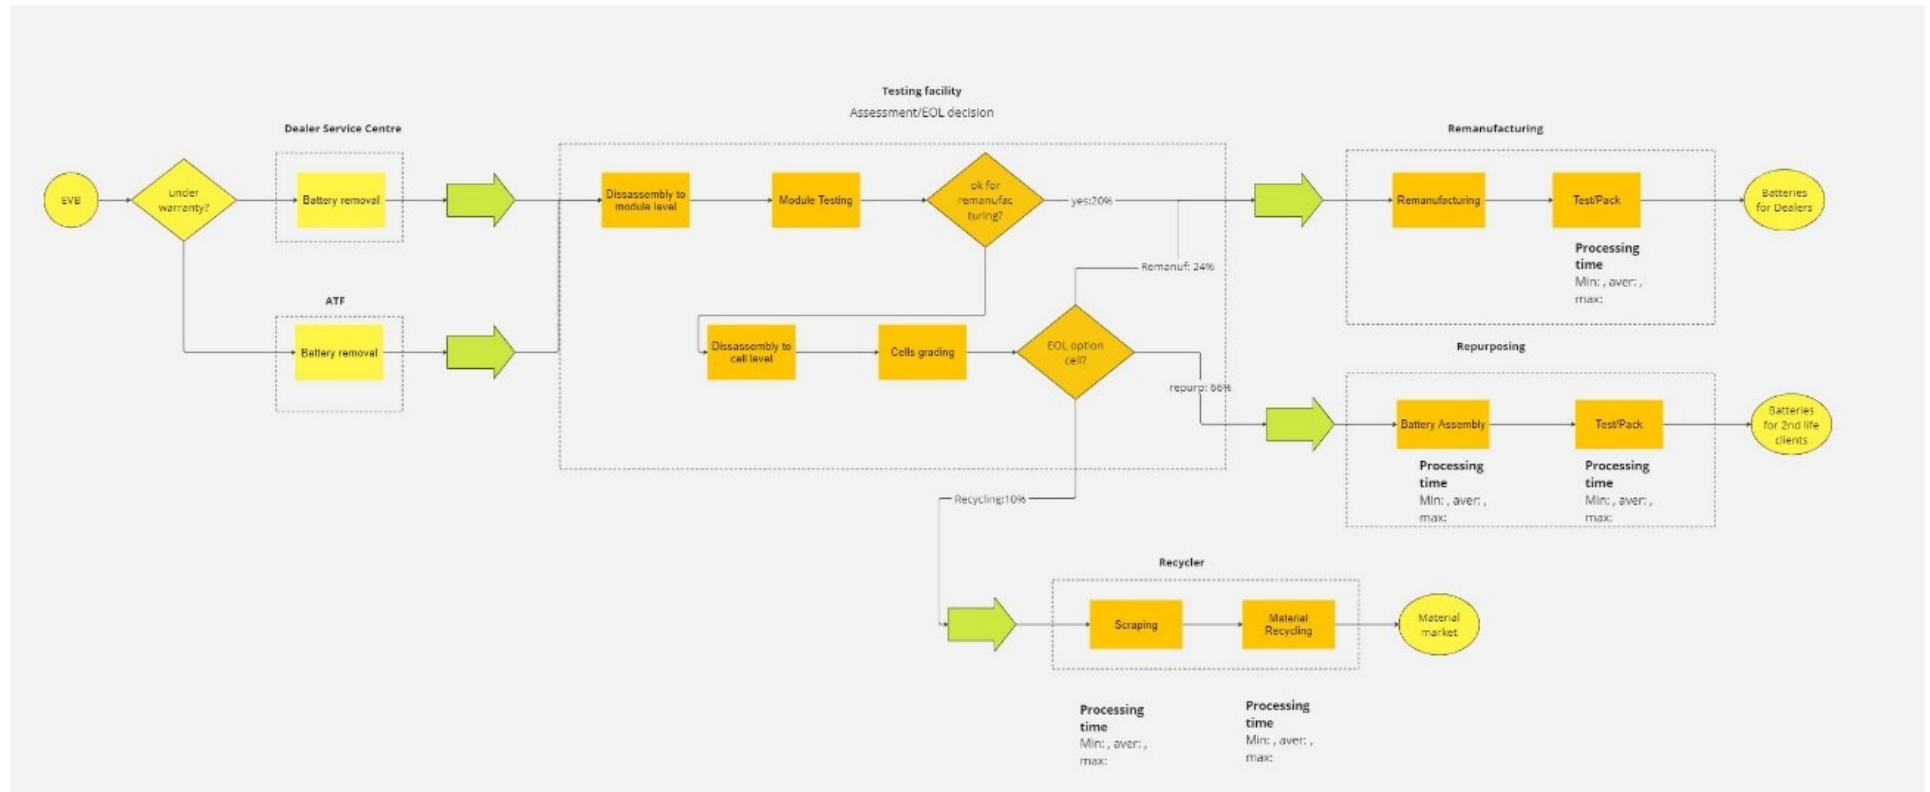 Testing facility
Assessment/EOL decision
Dealer Service Centre
Remanufacturing
EVB
under
warranty?
Battery removal
Dissassembly to
module level
Module Testing
ok for
remanufac
turing?
yes:20%
Remanufacturing
Test/Pack
Batteries
for Dealers
Processing
time
Min: , aver: ,
max:
Remanuf: 24%
ATF
Battery removal
Dissassembly to
cell level
Cells grading
EOL option
cell?
repurp: 66%
Repurposing
Battery Assembly
Test/Pack
Batteries
for 2nd life
clients
Processing
time
Min: , aver: ,
max:
Processing
time
Min: , aver: ,
max:
Recycling:10%
Recycler
Scraping
Material
Recycling
Material
market
Processing
time
Min: , aver: ,
max:
Processing
time
Min: , aver: ,
max: